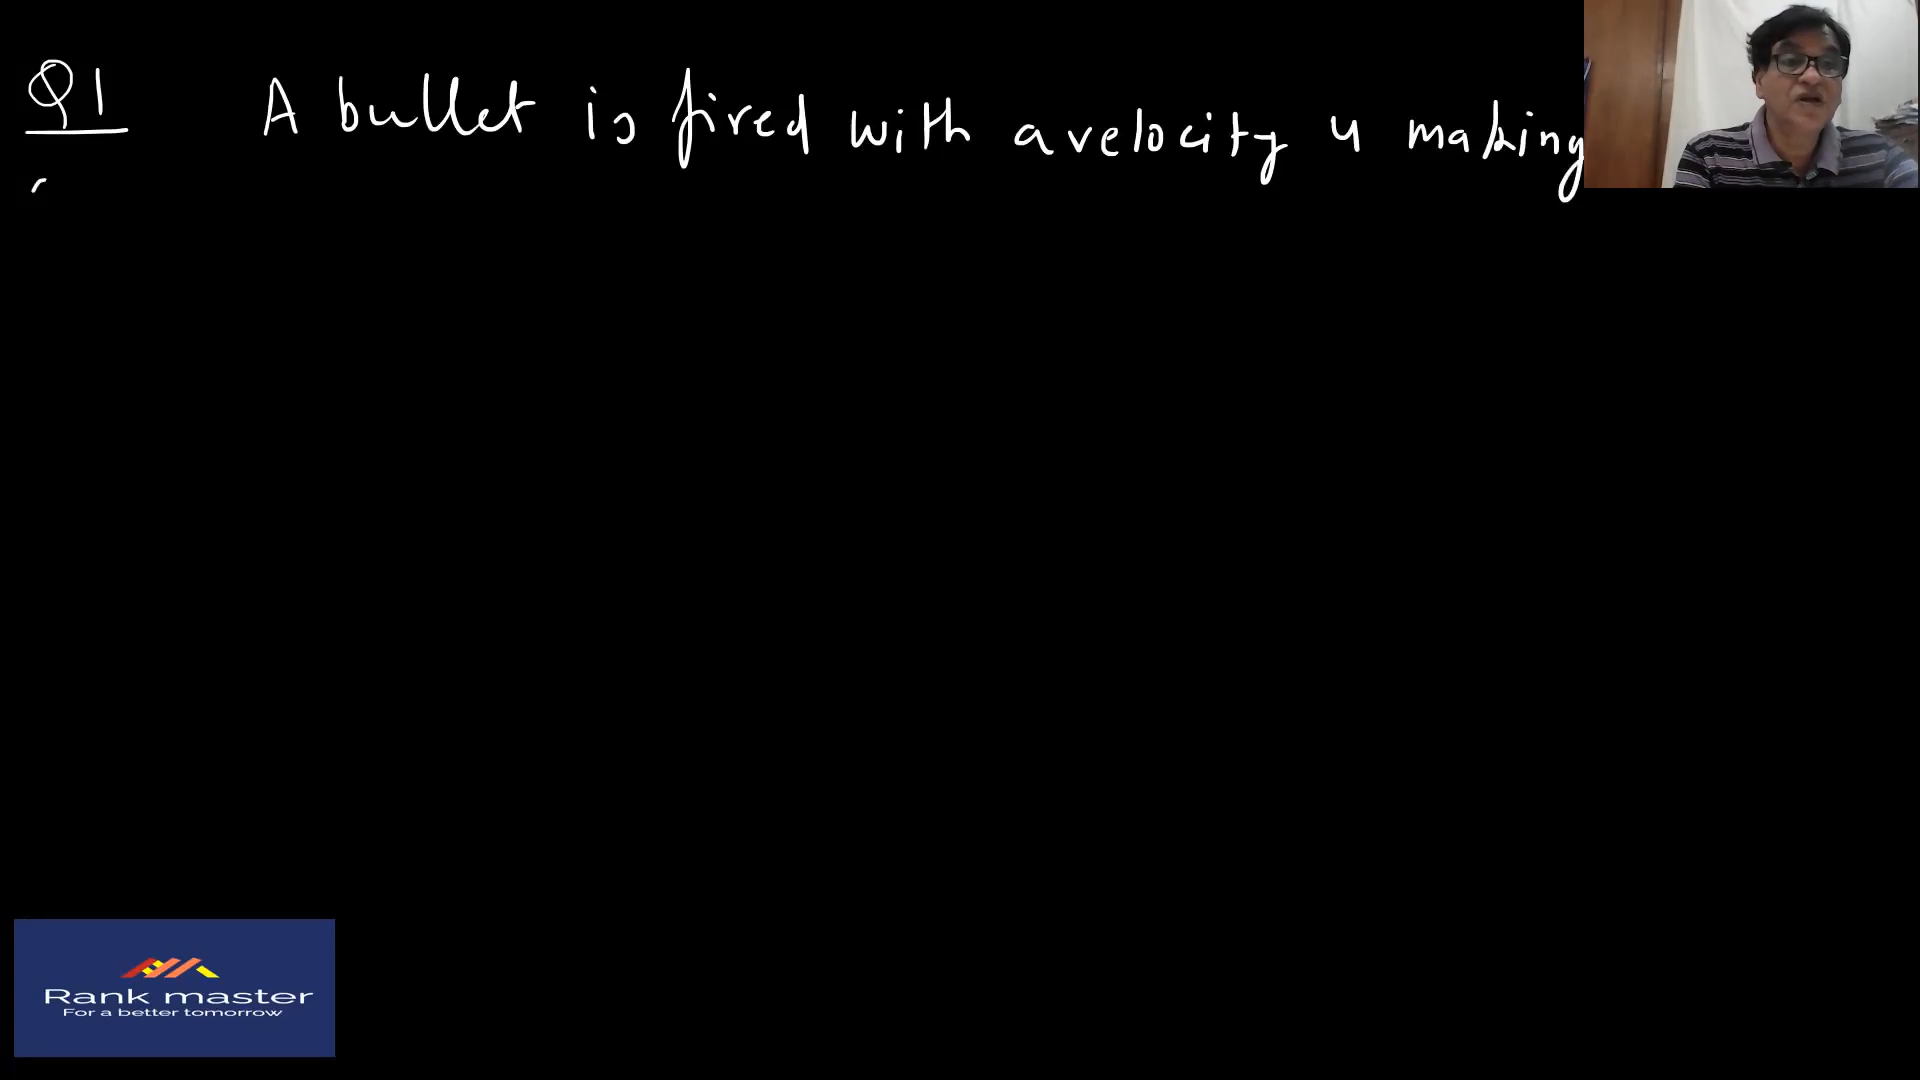 Q1 A bullet is fired with a velocity u making
Rank master
For a better tomorrow